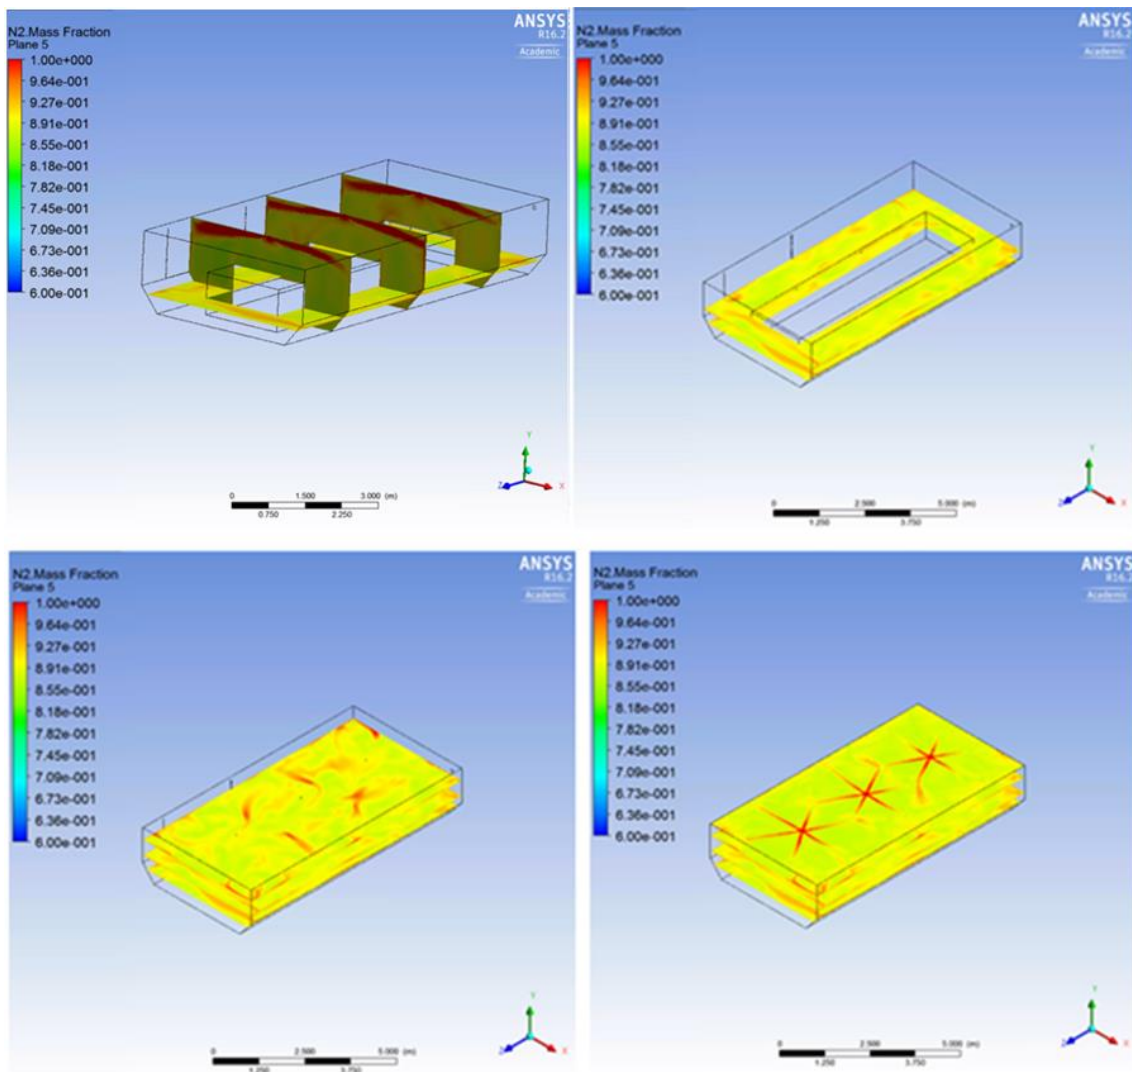 N2.Mass Fraction
Plane 5
1.00e+000
9.64e-001
9.27e-001
8.91e-001
8.55e-001
8.18e-001
7.82e-001
7.45e-001
7.09e-001
6.73e-001
6.36e-001
6.00e-001
ANSYS
R16.2
Academic
Y
Z
X
0 1.500 3.000 (m)
0.750 2.250
N2.Mass Fraction
Plane 5
1.00e+000
9.64e-001
9.27e-001
8.91e-001
8.55e-001
8.18e-001
7.82e-001
7.45e-001
7.09e-001
6.73e-001
6.36e-001
6.00e-001
ANSYS
R16.2
Academic
Y
Z
X
0 2.500 5.000 (m)
1.250 3.750
N2.Mass Fraction
Plane 5
1.00e+000
9.64e-001
9.27e-001
8.91e-001
8.55e-001
8.18e-001
7.82e-001
7.45e-001
7.09e-001
6.73e-001
6.36e-001
6.00e-001
ANSYS
R16.2
Academic
Y
Z
X
0 2.500 5.000 (m)
1.250 3.750
N2.Mass Fraction
Plane 5
1.00e+000
9.64e-001
9.27e-001
8.91e-001
8.55e-001
8.18e-001
7.82e-001
7.45e-001
7.09e-001
6.73e-001
6.36e-001
6.00e-001
ANSYS
R16.2
Academic
Y
Z
X
0 2.500 5.000 (m)
1.250 3.750